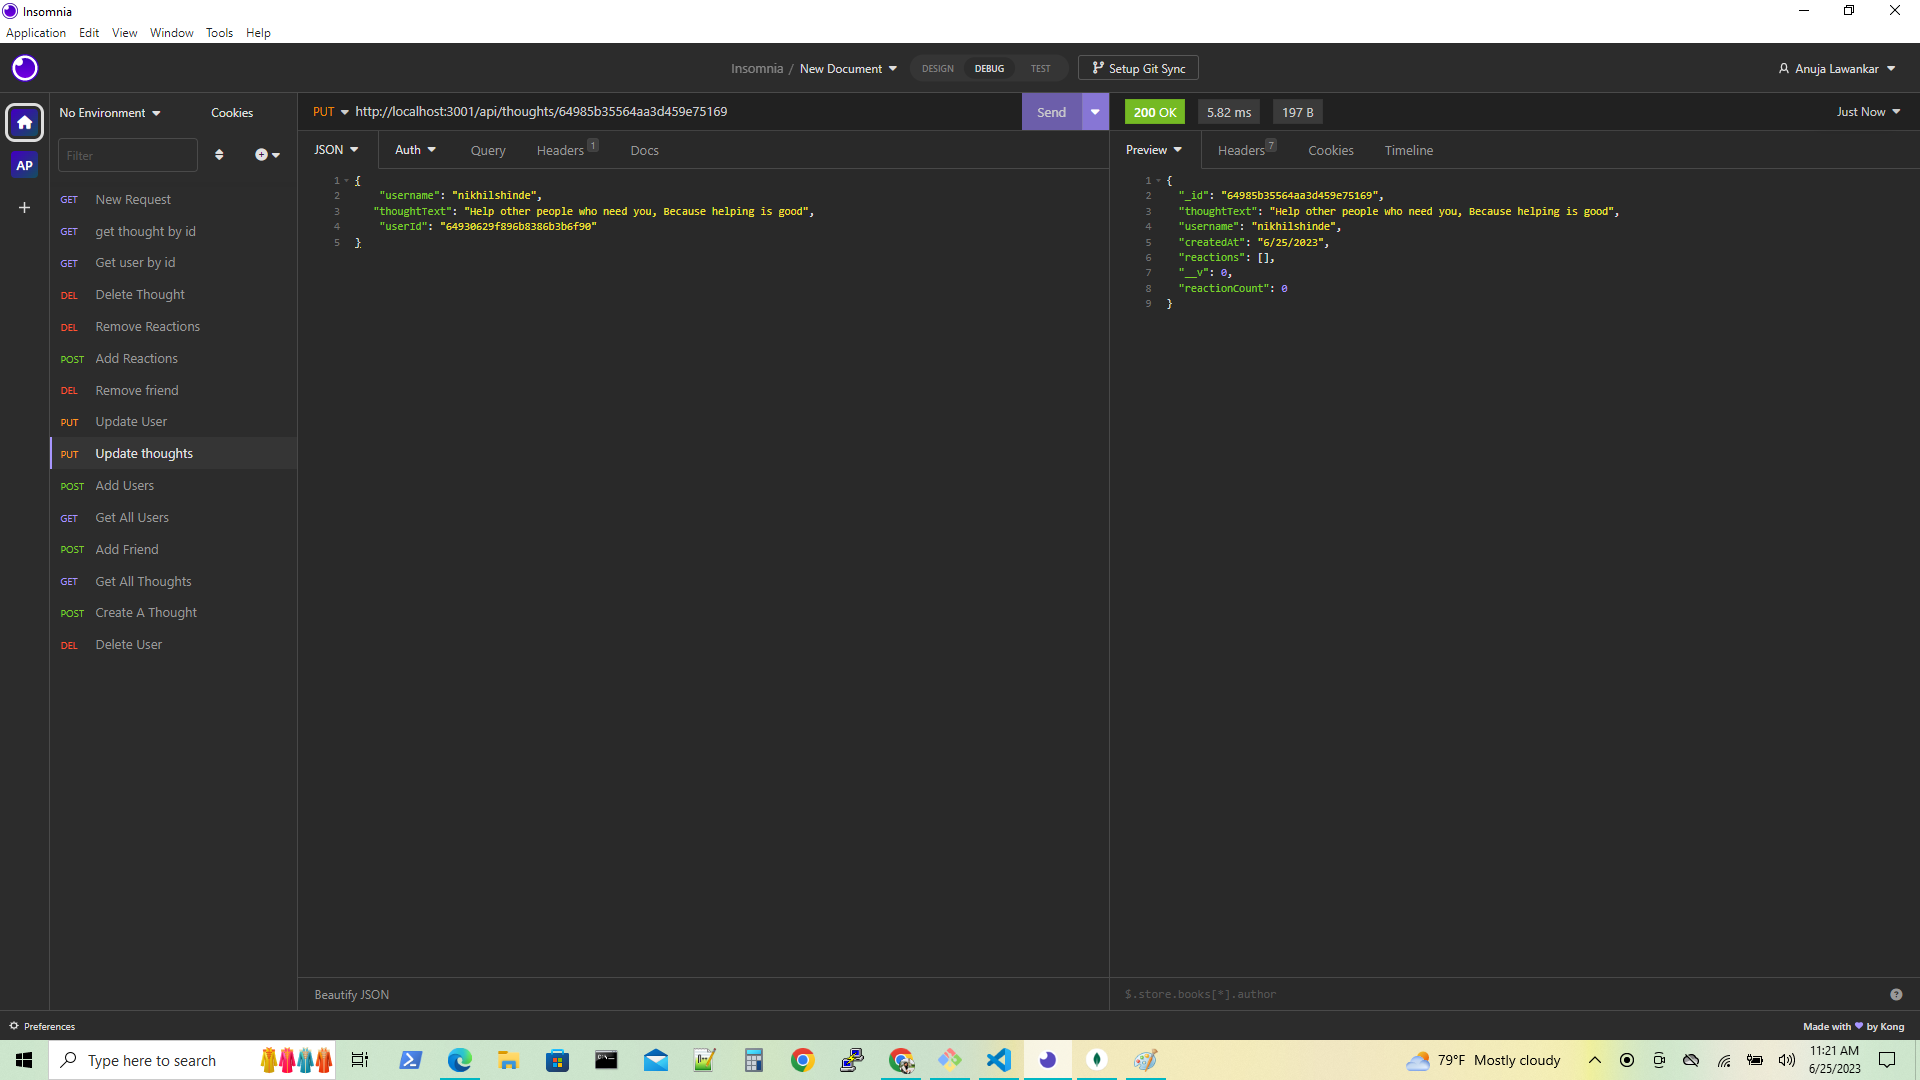 Insomnia
Application Edit View Window Tools Help
Insomnia / New Document DESIGN DEBUG TEST Setup Git Sync Anuja Lawankar
No Environment Cookies
Filter
AP
GET New Request
GET get thought by id
GET Get user by id
DEL Delete Thought
DEL Remove Reactions
POST Add Reactions
DEL Remove friend
PUT Update User
PUT Update thoughts
POST Add Users
GET Get All Users
POST Add Friend
GET Get All Thoughts
POST Create A Thought
DEL Delete User
PUT http://localhost:3001/api/thoughts/64985b35564aa3d459e75169 Send
JSON Auth Query Headers 1 Docs
1 {
2 "username": "nikhilshinde",
3 "thoughtText": "Help other people who need you, Because helping is good",
4 "userId": "64930629f896b8386b3b6f90"
5 }
Beautify JSON
200 OK 5.82 ms 197 B Just Now
Preview Headers 7 Cookies Timeline
1 {
2 "_id": "64985b35564aa3d459e75169",
3 "thoughtText": "Help other people who need you, Because helping is good",
4 "username": "nikhilshinde",
5 "createdAt": "6/25/2023",
6 "reactions": [],
7 "__v": 0,
8 "reactionCount": 0
9 }
$.store.books[*].author
Preferences Made with by Kong
Type here to search 79°F Mostly cloudy 11:21 AM
6/25/2023